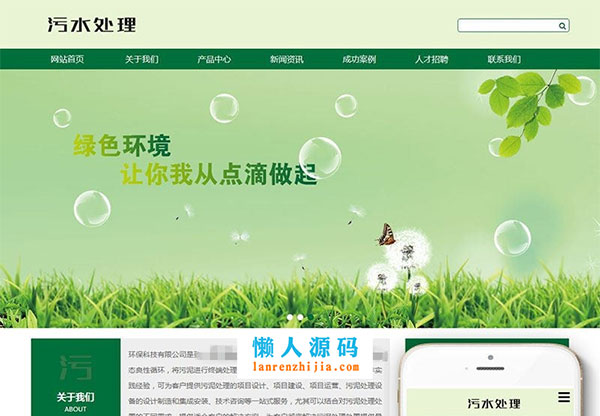 污水处理
网站首页 关于我们 产品中心 新闻资讯 成功案例 人才招聘 联系我们
绿色环境
让你我从点滴做起
污
关于我们
ABOUT
环保科技有限公司是
态良性循环，将污泥进行终端处理
践经验，可为客户提供污泥处理的项目设计、项目建设、项目运营、污泥处理设
备的设计制造和集成安装、技术咨询等一站式服务，尤其可以结合对污泥处理
懒人源码
lanrenzhijia.com
污水处理